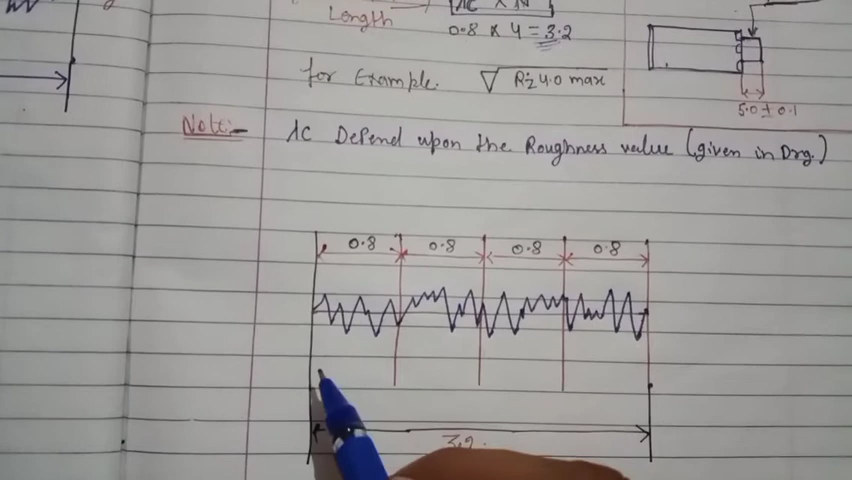 λc x N
Length
0.8 x 4 = 3.2
for Example. Rz 4.0 max
5.0 ± 0.1
Note:-
λc Depend upon the Roughness value (given in Drg.)
0.8 0.8 0.8 0.8